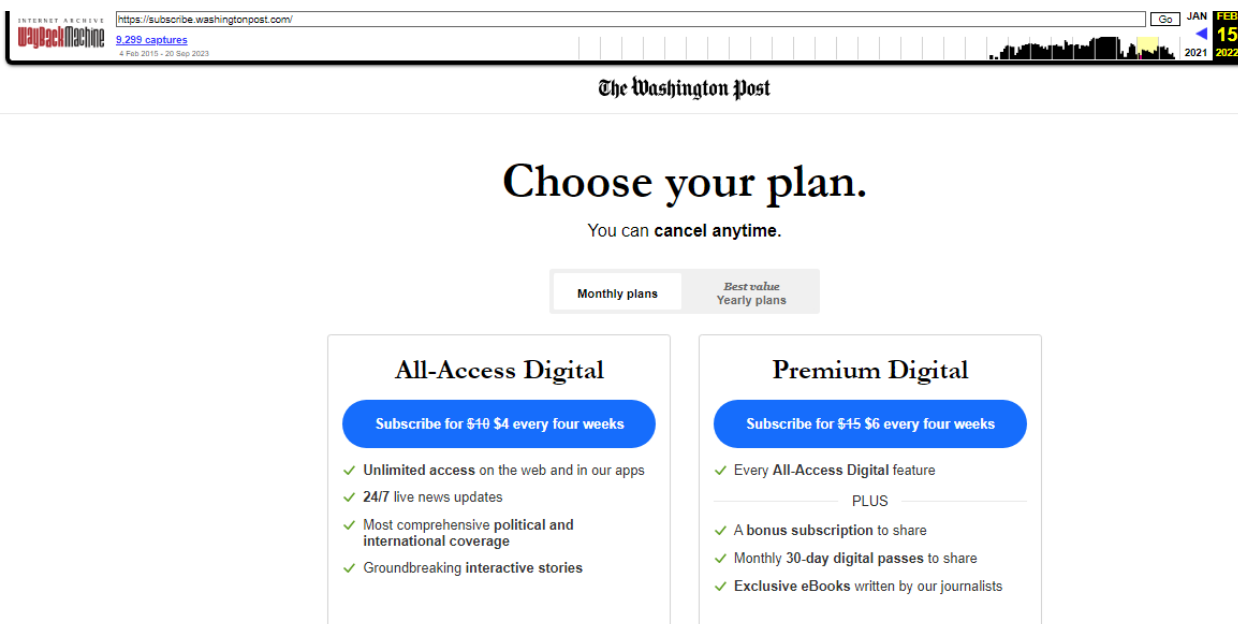 INTERNET ARCHIVE
WayBackMachine
https://subscribe.washingtonpost.com/
Go
JAN
FEB
9,299 captures
15
4 Feb 2015 - 20 Sep 2023
2021
2022
The Washington Post
Choose your plan.
You can cancel anytime.
Monthly plans
Best value
Yearly plans
All-Access Digital
Subscribe for $10 $4 every four weeks
Unlimited access on the web and in our apps
24/7 live news updates
Most comprehensive political and
international coverage
Groundbreaking interactive stories
Premium Digital
Subscribe for $15 $6 every four weeks
Every All-Access Digital feature
PLUS
A bonus subscription to share
Monthly 30-day digital passes to share
Exclusive eBooks written by our journalists